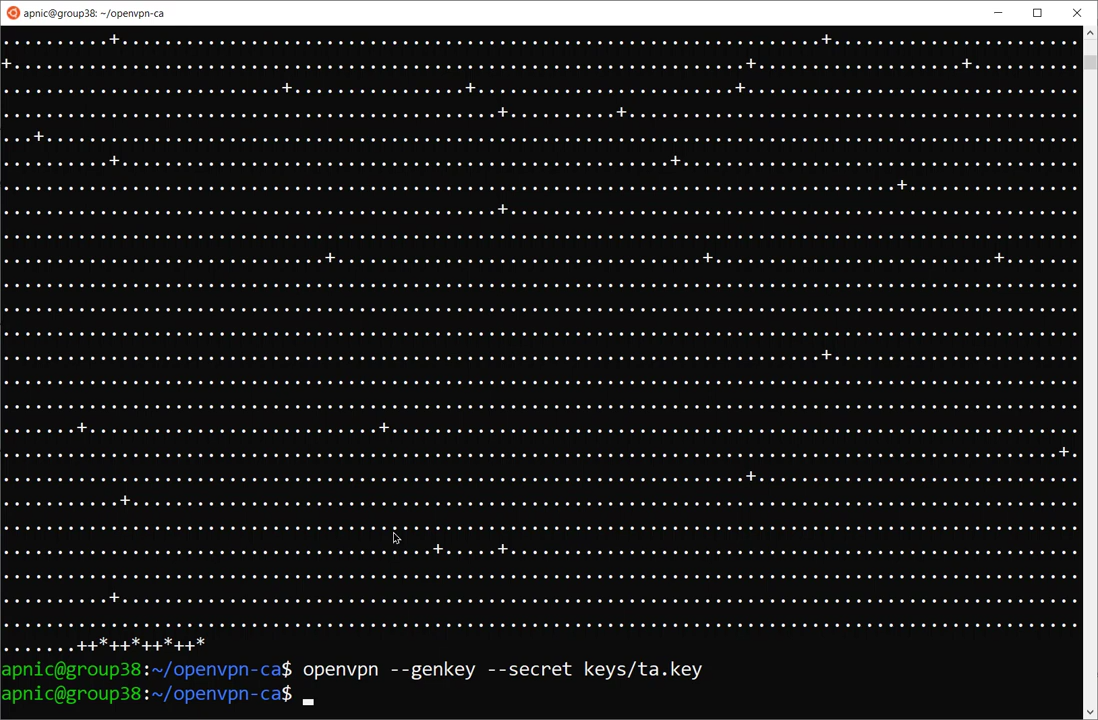 apnic@group38: ~/openvpn-ca
.......++*++*++*++*
apnic@group38:~/openvpn-ca$ openvpn --genkey --secret keys/ta.key
apnic@group38:~/openvpn-ca$